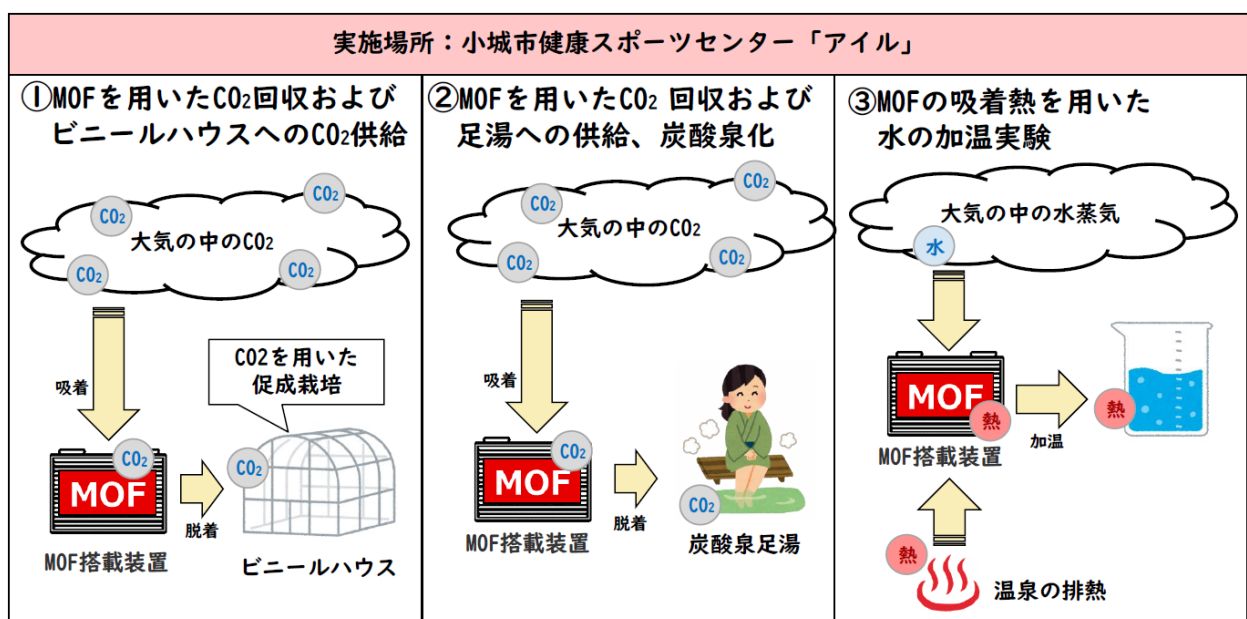 実施場所：小城市健康スポーツセンター「アイル」
①MOFを用いたCO₂回収および
ビニールハウスへのCO₂供給
CO₂
CO₂
大気の中のCO₂
CO₂
CO₂
吸着
CO2を用いた
促成栽培
CO₂
MOF
CO₂
脱着
MOF搭載装置
ビニールハウス
②MOFを用いたCO₂ 回収および
足湯への供給、炭酸泉化
CO₂
CO₂
大気の中のCO₂
CO₂
CO₂
吸着
CO₂
MOF
CO₂
脱着
MOF搭載装置
炭酸泉足湯
③MOFの吸着熱を用いた
水の加温実験
大気の中の水蒸気
水
MOF
熱
熱
加温
MOF搭載装置
熱
温泉の排熱